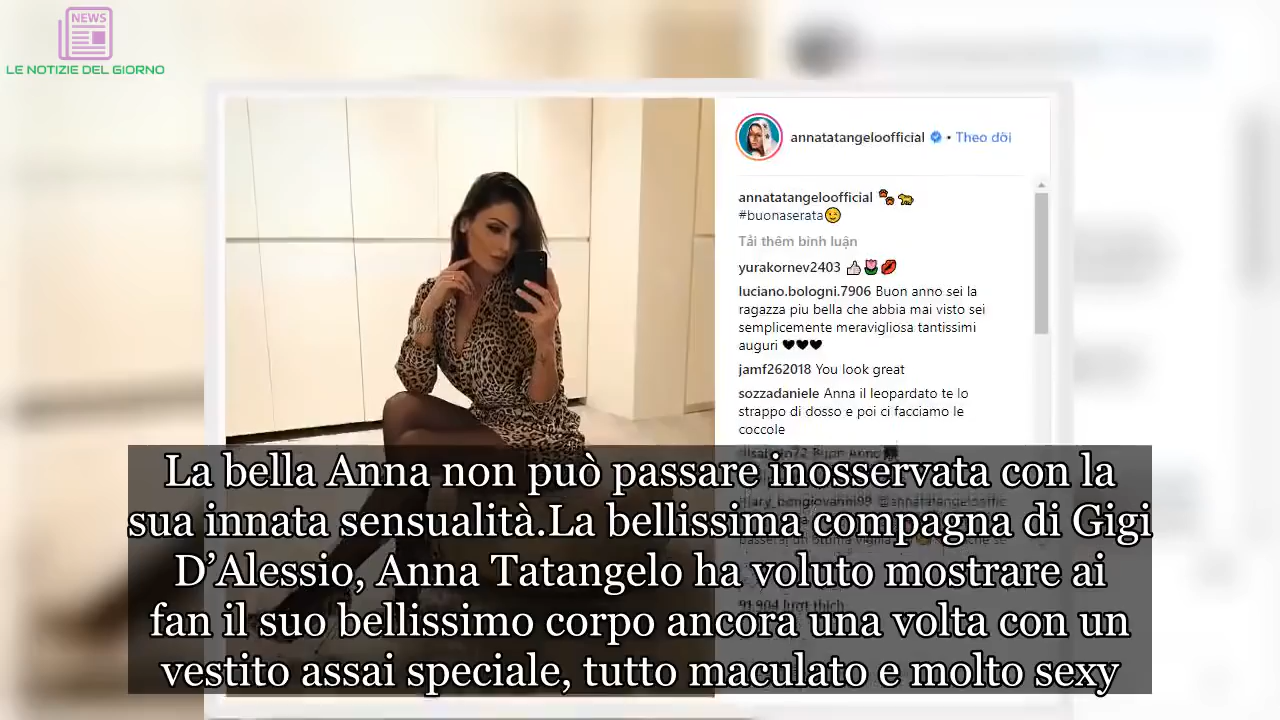 NEWS
LE NOTIZIE DEL GIORNO
annatatangeloofficial • Theo dõi
annatatangeloofficial
#buonaserata
Tải thêm bình luận
yurakornev2403
luciano.bologni.7906 Buon anno sei la
ragazza piu bella che abbia mai visto sei
semplicemente meravigliosa tantissimi
auguri
jamf262018 You look great
sozzadaniele Anna il leopardato te lo
strappo di dosso e poi ci facciamo le
coccole
La bella Anna non può passare inosservata con la
sua innata sensualità.La bellissima compagna di Gigi
D’Alessio, Anna Tatangelo ha voluto mostrare ai
fan il suo bellissimo corpo ancora una volta con un
vestito assai speciale, tutto maculato e molto sexy